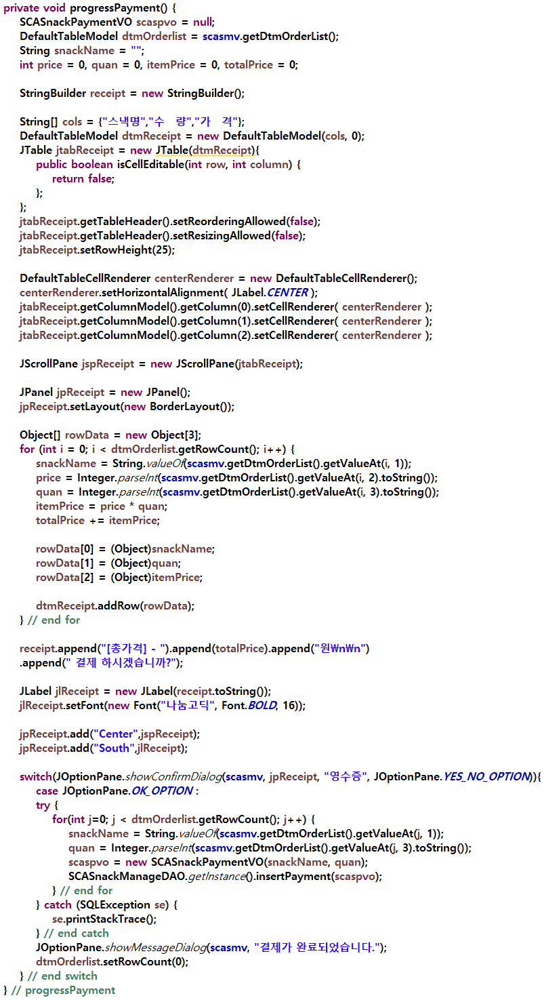 private void progressPayment() {
SCASnackPaymentVO scaspvo = null;
DefaultTableModel dtmOrderlist = scasmv.getDtmOrderList();
String snackName = "";
int price = 0, quan = 0, itemPrice = 0, totalPrice = 0;
StringBuilder receipt = new StringBuilder();
String[] cols = {"스낵명","수   량","가   격"};
DefaultTableModel dtmReceipt = new DefaultTableModel(cols, 0);
JTable jtabReceipt = new JTable(dtmReceipt){
public boolean isCellEditable(int row, int column) {
return false;
};
};
jtabReceipt.getTableHeader().setReorderingAllowed(false);
jtabReceipt.getTableHeader().setResizingAllowed(false);
jtabReceipt.setRowHeight(25);
DefaultTableCellRenderer centerRenderer = new DefaultTableCellRenderer();
centerRenderer.setHorizontalAlignment( JLabel.CENTER );
jtabReceipt.getColumnModel().getColumn(0).setCellRenderer( centerRenderer );
jtabReceipt.getColumnModel().getColumn(1).setCellRenderer( centerRenderer );
jtabReceipt.getColumnModel().getColumn(2).setCellRenderer( centerRenderer );
JScrollPane jspReceipt = new JScrollPane(jtabReceipt);
JPanel jpReceipt = new JPanel();
jpReceipt.setLayout(new BorderLayout());
Object[] rowData = new Object[3];
for (int i = 0; i < dtmOrderlist.getRowCount(); i++) {
snackName = String.valueOf(scasmv.getDtmOrderList().getValueAt(i, 1));
price = Integer.parseInt(scasmv.getDtmOrderList().getValueAt(i, 2).toString());
quan = Integer.parseInt(scasmv.getDtmOrderList().getValueAt(i, 3).toString());
itemPrice = price * quan;
totalPrice += itemPrice;
rowData[0] = (Object)snackName;
rowData[1] = (Object)quan;
rowData[2] = (Object)itemPrice;
dtmReceipt.addRow(rowData);
} // end for
receipt.append("[총가격] - ").append(totalPrice).append("원₩n₩n")
.append(" 결제 하시겠습니까?");
JLabel jlReceipt = new JLabel(receipt.toString());
jlReceipt.setFont(new Font("나눔고딕", Font.BOLD, 16));
jpReceipt.add("Center",jspReceipt);
jpReceipt.add("South",jlReceipt);
switch(JOptionPane.showConfirmDialog(scasmv, jpReceipt, "영수증", JOptionPane.YES_NO_OPTION)){
case JOptionPane.OK_OPTION :
try {
for(int j=0; j < dtmOrderlist.getRowCount(); j++) {
snackName = String.valueOf(scasmv.getDtmOrderList().getValueAt(j, 1));
quan = Integer.parseInt(scasmv.getDtmOrderList().getValueAt(j, 3).toString());
scaspvo = new SCASnackPaymentVO(snackName, quan);
SCASnackManageDAO.getInstance().insertPayment(scaspvo);
} // end for
} catch (SQLException se) {
se.printStackTrace();
} // end catch
JOptionPane.showMessageDialog(scasmv, "결제가 완료되었습니다.");
dtmOrderlist.setRowCount(0);
} // end switch
} // progressPayment